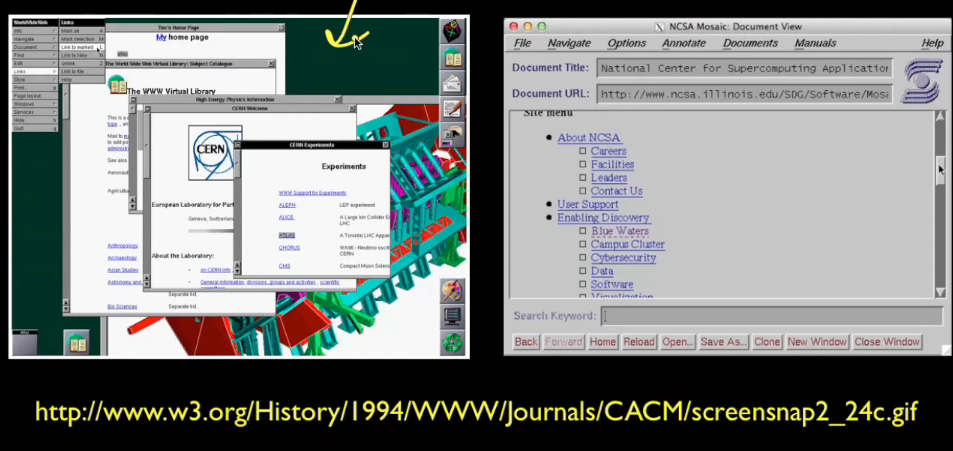 WorldWideWeb
Info
Navigate
Document
Find
Edit
Links
Style
Print
Page layout
Windows
Services
Hide
Quit
Links
Mark all A
Mark selection M
Link to marked L
Link to New N
Unlink
Link to file
Help
Tim's Home Page
My home page
The World Wide Web Virtual Library: Subject Catalogue
The WWW Virtual Library
Mail to
See also
Anthropology
Archaeology
Asian Studies
Bio Sciences
Separate list.
Separate list.
High-Energy Physics Information
CERN Welcome
CERN
European Laboratory for Part
Geneva, Switzerland
About the Laboratory:
on CERN info
General information, divisions, groups and activities, scientific
CERN Experiments
Experiments
WWW Support for Experiments
ALEPH LEP experiment
ALICE A Large Ion Collider E
LHC
ATLAS A Toroidal LHC Appar
CHORUS
CERN
CMS Compact Muon Solen
NCSA Mosaic: Document View
File Navigate Options Annotate Documents Manuals Help
Document Title: National Center for Supercomputing Application
Document URL: http://www.ncsa.illinois.edu/SDG/Software/Mosa
Site menu
About NCSA
Careers
Facilities
Leaders
Contact Us
User Support
Enabling Discovery
Blue Waters
Campus Cluster
Cybersecurity
Data
Software
Visualization
Search Keyword:
Back Forward Home Reload Open... Save As... Clone New Window Close Window
http://www.w3.org/History/1994/WWW/Journals/CACM/screensnap2_24c.gif